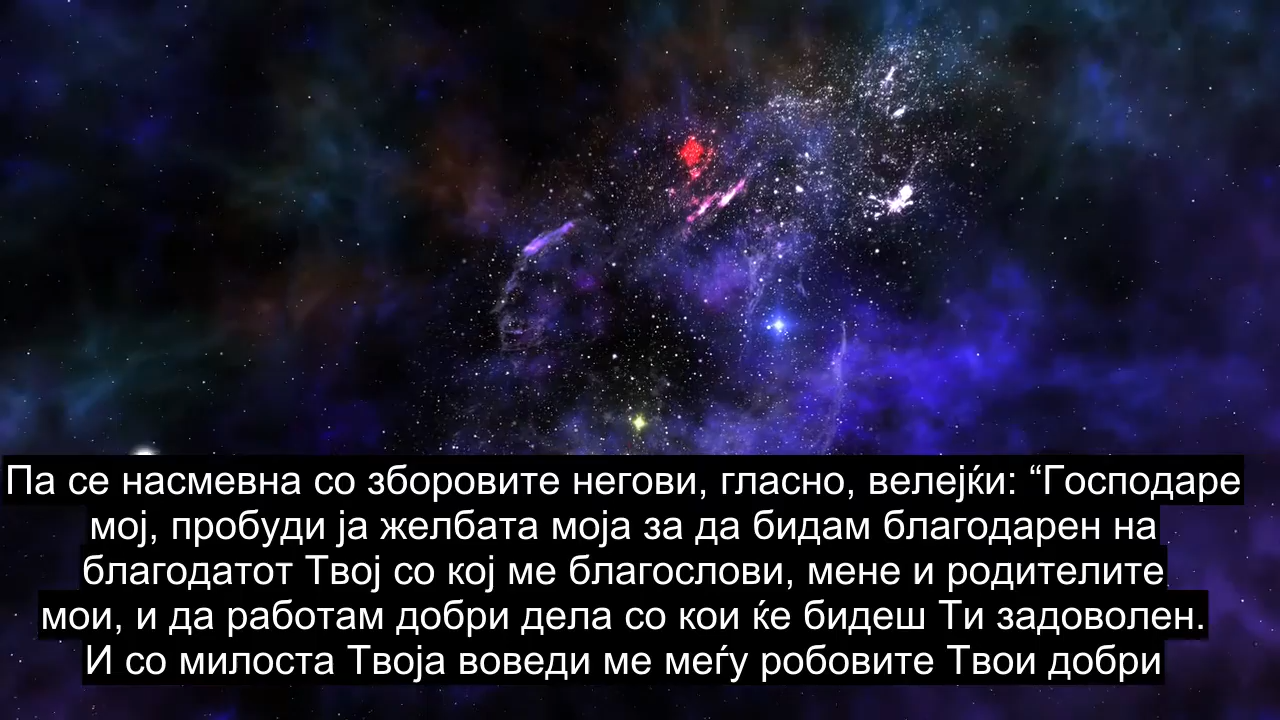 Па се насмевна со зборовите негови, гласно, велејќи: “Господаре
мој, пробуди ја желбата моја за да бидам благодарен на
благодатот Твој со кој ме благослови, мене и родителите
мои, и да работам добри дела со кои ќе бидеш Ти задоволен.
И со милоста Твоја воведи ме меѓу робовите Твои добри